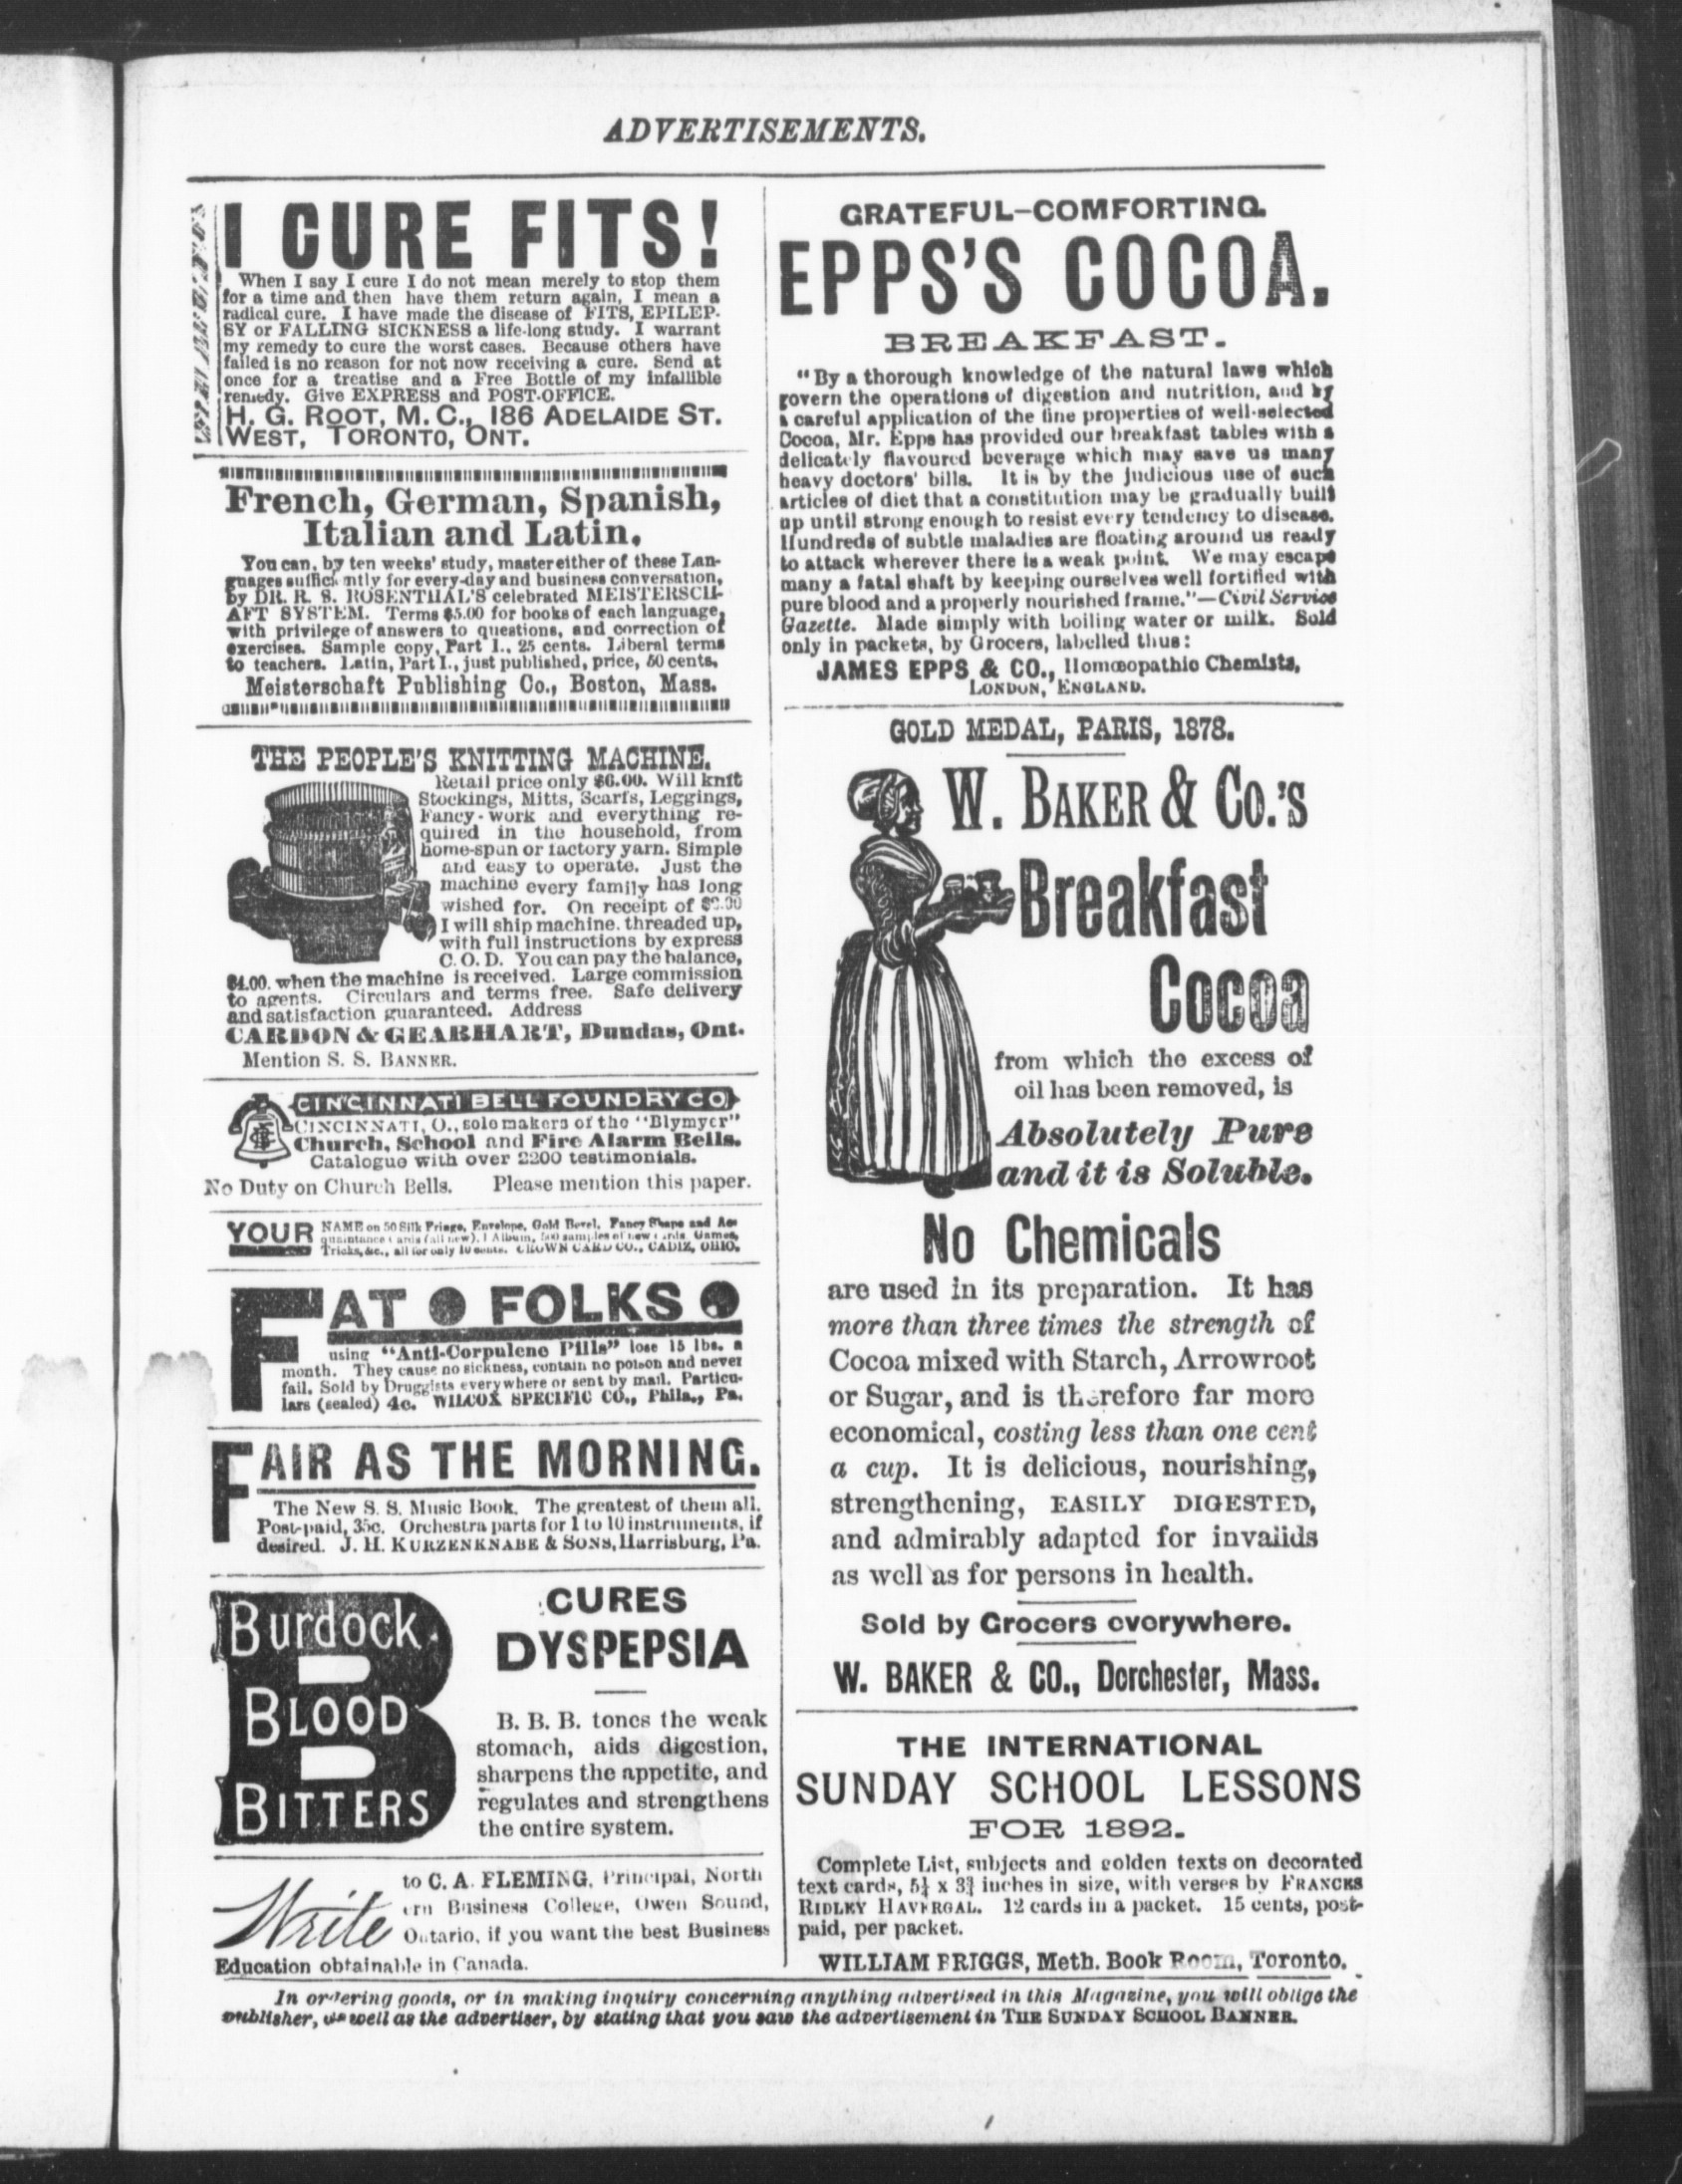 ADVERTISEMENTS.
I CURE FITS!
When I say I cure I do not mean merely to stop them
for a time and then have them return again, I mean a
radical cure. I have made the disease of FITS, EPILEP-
SY or FALLING SICKNESS a life-long study. I warrant
my remedy to cure the worst cases. Because others have
failed is no reason for not now receiving a cure. Send at
once for a treatise and a Free Bottle of my infallible
remedy. Give EXPRESS and POST-OFFICE.
H. G. ROOT, M. C., 186 ADELAIDE ST.
WEST, TORONTO, ONT.
French, German, Spanish,
Italian and Latin.
You can, by ten weeks' study, master either of these Lan-
guages sufficiently for every-day and business conversation,
by DR. R. S. ROSENTHAL'S celebrated MEISTERSCH-
AFT SYSTEM. Terms $5.00 for books of each language,
with privilege of answers to questions, and correction of
exercises. Sample copy, Part I., 25 cents. Liberal terms
to teachers. Latin, Part I., just published, price, 50 cents.
Meisterschaft Publishing Co., Boston, Mass.
THE PEOPLE'S KNITTING MACHINE.
Retail price only $6.00. Will knit
Stockings, Mitts, Scarfs, Leggings,
Fancy-work and everything re-
quired in the household, from
home-spun or factory yarn. Simple
and easy to operate. Just the
machine every family has long
wished for. On receipt of
I will ship machine, threaded up,
with full instructions by express
C. O. D. You can pay the balance,
$4.00, when the machine is received. Large commission
to agents. Circulars and terms free. Safe delivery
and satisfaction guaranteed. Address
CARDON & GEARHART, Dundas, Ont.
Mention S. S. BANNER.
CINCINNATI BELL FOUNDRY CO
CINCINNATI, O., sole makers of the "Blymyer"
Church, School and Fire Alarm Bells.
Catalogue with over 2200 testimonials.
No Duty on Church Bells. Please mention this paper.
YOUR NAME on 50 Silk Fringe, Envelope, Gold Bevel, Fancy Shape and Ac-
quaintance Cards (all new), 1 Album, 500 samples of new cards, Games,
Tricks, &c., all for only 10 cents. CROWN CARD CO., CADIZ, OHIO.
FAT FOLKS
using "Anti-Corpulene Pills" lose 15 lbs. a
month. They cause no sickness, contain no poison and never
fail. Sold by Druggists everywhere or sent by mail. Particu-
lars (sealed) 4c. WILCOX SPECIFIC CO., Phila., Pa.
FAIR AS THE MORNING.
The New S. S. Music Book. The greatest of them all.
Post-paid, 35c. Orchestra parts for 1 to 10 instruments, if
desired. J. H. KURZENKNABE & SONS, Harrisburg, Pa.
Burdock
BLOOD
BITTERS
CURES
DYSPEPSIA
B. B. B. tones the weak
stomach, aids digestion,
sharpens the appetite, and
regulates and strengthens
the entire system.
Write to C. A. FLEMING, Principal, North
ern Business College, Owen Sound,
Ontario, if you want the best Business
Education obtainable in Canada.
GRATEFUL-COMFORTING.
EPPS'S COCOA.
BREAKFAST.
"By a thorough knowledge of the natural laws which
govern the operations of digestion and nutrition, and by
a careful application of the fine properties of well-selected
Cocoa, Mr. Epps has provided our breakfast tables with a
delicately flavoured beverage which may save us many
heavy doctors' bills. It is by the judicious use of such
articles of diet that a constitution may be gradually built
up until strong enough to resist every tendency to disease.
Hundreds of subtle maladies are floating around us ready
to attack wherever there is a weak point. We may escape
many a fatal shaft by keeping ourselves well fortified with
pure blood and a properly nourished frame."—Civil Service
Gazette. Made simply with boiling water or milk. Sold
only in packets, by Grocers, labelled thus:
JAMES EPPS & CO., Homœopathic Chemists,
LONDON, ENGLAND.
GOLD MEDAL, PARIS, 1878.
W. BAKER & CO.'S
Breakfast
Cocoa
from which the excess of
oil has been removed, is
Absolutely Pure
and it is Soluble.
No Chemicals
are used in its preparation. It has
more than three times the strength of
Cocoa mixed with Starch, Arrowroot
or Sugar, and is therefore far more
economical, costing less than one cent
a cup. It is delicious, nourishing,
strengthening, EASILY DIGESTED,
and admirably adapted for invalids
as well as for persons in health.
Sold by Grocers everywhere.
W. BAKER & CO., Dorchester, Mass.
THE INTERNATIONAL
SUNDAY SCHOOL LESSONS
FOR 1892.
Complete List, subjects and golden texts on decorated
text cards, 5¼ x 3¾ inches in size, with verses by FRANCES
RIDLEY HAVERGAL. 12 cards in a packet. 15 cents, post-
paid, per packet.
WILLIAM BRIGGS, Meth. Book Room, Toronto.
In ordering goods, or in making inquiry concerning anything advertised in this Magazine, you will oblige the
publisher, as well as the advertiser, by stating that you saw the advertisement in THE SUNDAY SCHOOL BANNER.